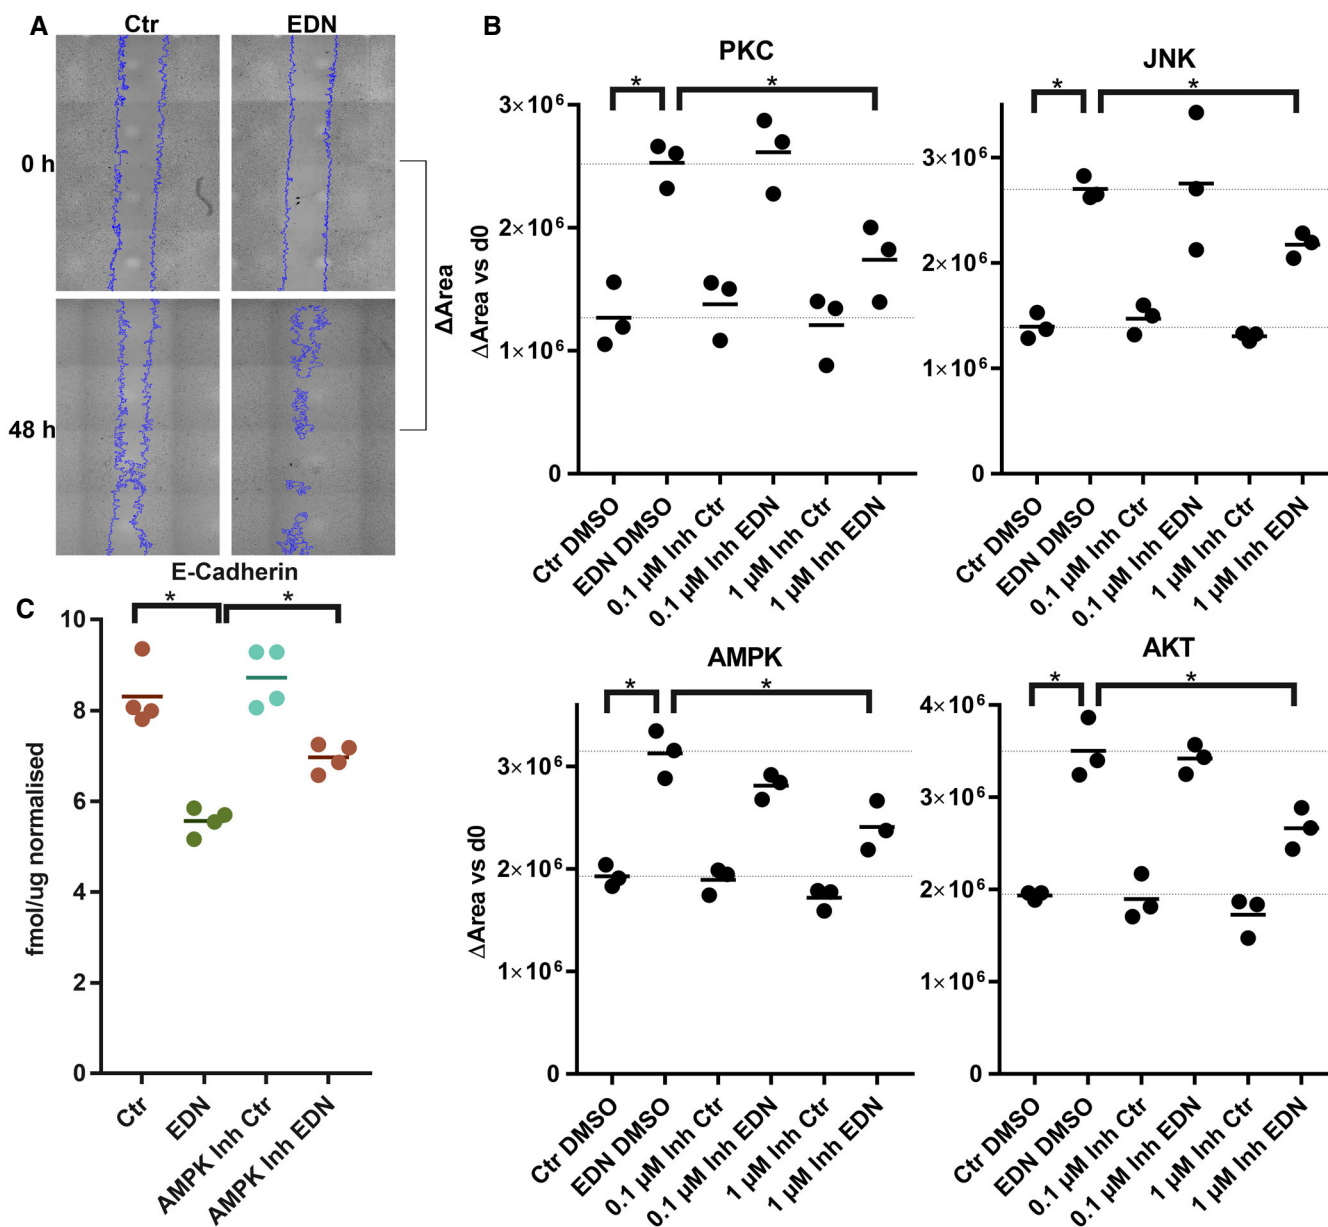 A
Ctr
EDN
0 h
48 h
ΔArea
B
PKC
ΔArea vs d0
3×10⁶
2×10⁶
1×10⁶
0
*
*
Ctr DMSO
EDN DMSO
0.1 µM Inh Ctr
0.1 µM Inh EDN
1 µM Inh Ctr
1 µM Inh EDN
JNK
3×10⁶
2×10⁶
1×10⁶
0
*
*
Ctr DMSO
EDN DMSO
0.1 µM Inh Ctr
0.1 µM Inh EDN
1 µM Inh Ctr
1 µM Inh EDN
C
E-Cadherin
fmol/ug normalised
10
8
6
4
2
0
*
*
Ctr
EDN
AMPK Inh Ctr
AMPK Inh EDN
AMPK
ΔArea vs d0
3×10⁶
2×10⁶
1×10⁶
0
*
*
Ctr DMSO
EDN DMSO
0.1 µM Inh Ctr
0.1 µM Inh EDN
1 µM Inh Ctr
1 µM Inh EDN
AKT
4×10⁶
3×10⁶
2×10⁶
1×10⁶
0
*
*
Ctr DMSO
EDN DMSO
0.1 µM Inh Ctr
0.1 µM Inh EDN
1 µM Inh Ctr
1 µM Inh EDN